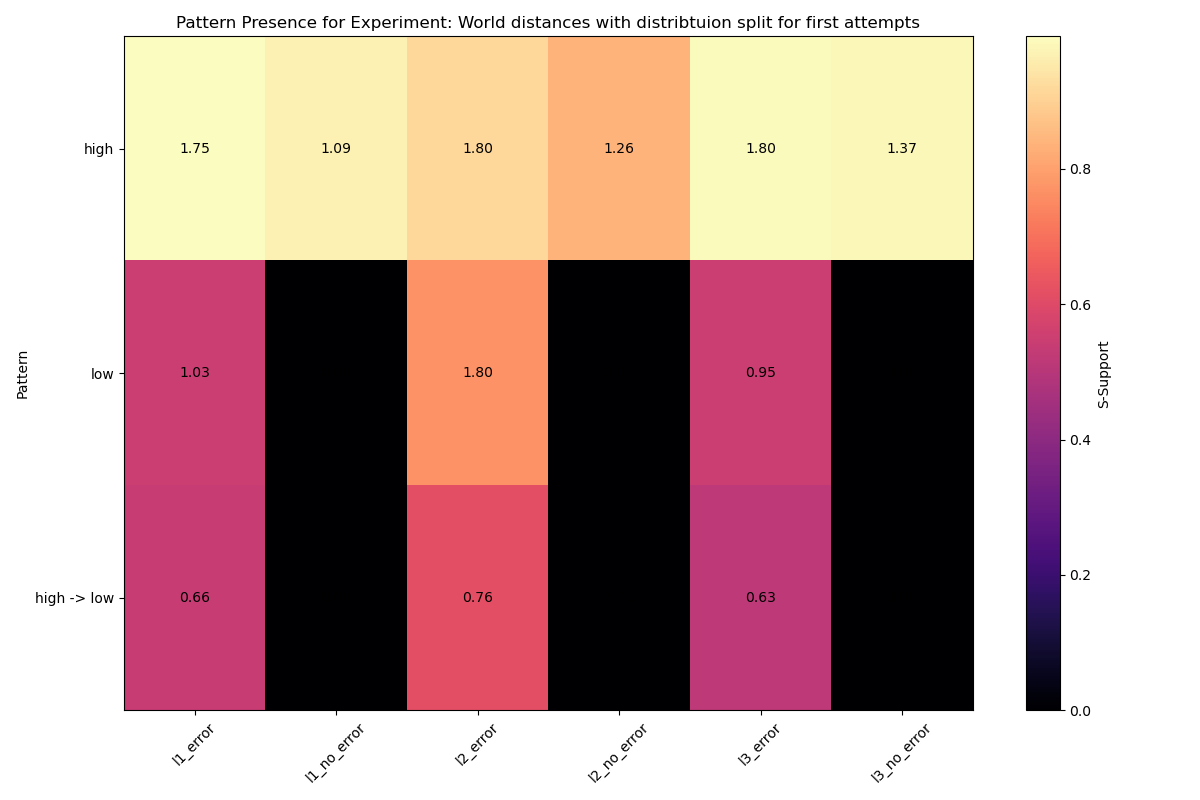 Pattern Presence for Experiment: World distances with distribtuion split for first attempts
high
1.75 1.09 1.80 1.26 1.80 1.37
low
1.03 1.80 0.95
high -> low
0.66 0.76 0.63
Pattern
l1_error l1_no_error l2_error l2_no_error l3_error l3_no_error
0.8
0.6
0.4
0.2
0.0
S-Support